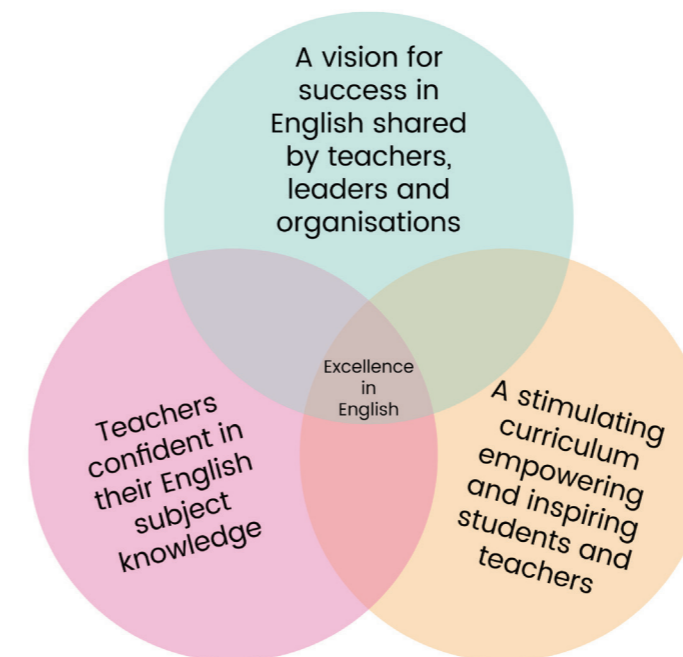 A vision for
success in
English shared
by teachers,
leaders and
organisations
Excellence
in
English
Teachers
confident in
their English
subject
knowledge
A stimulating
curriculum
empowering
and inspiring
students and
teachers